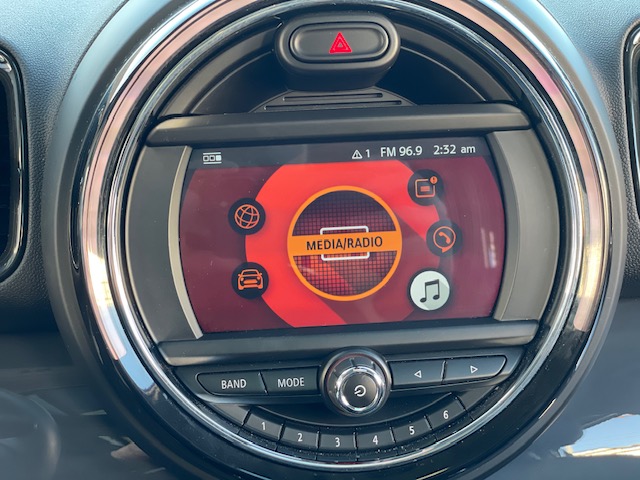 1 FM 96.9 2:32 am
MEDIA/RADIO
BAND MODE
1 2 3 4 5 6